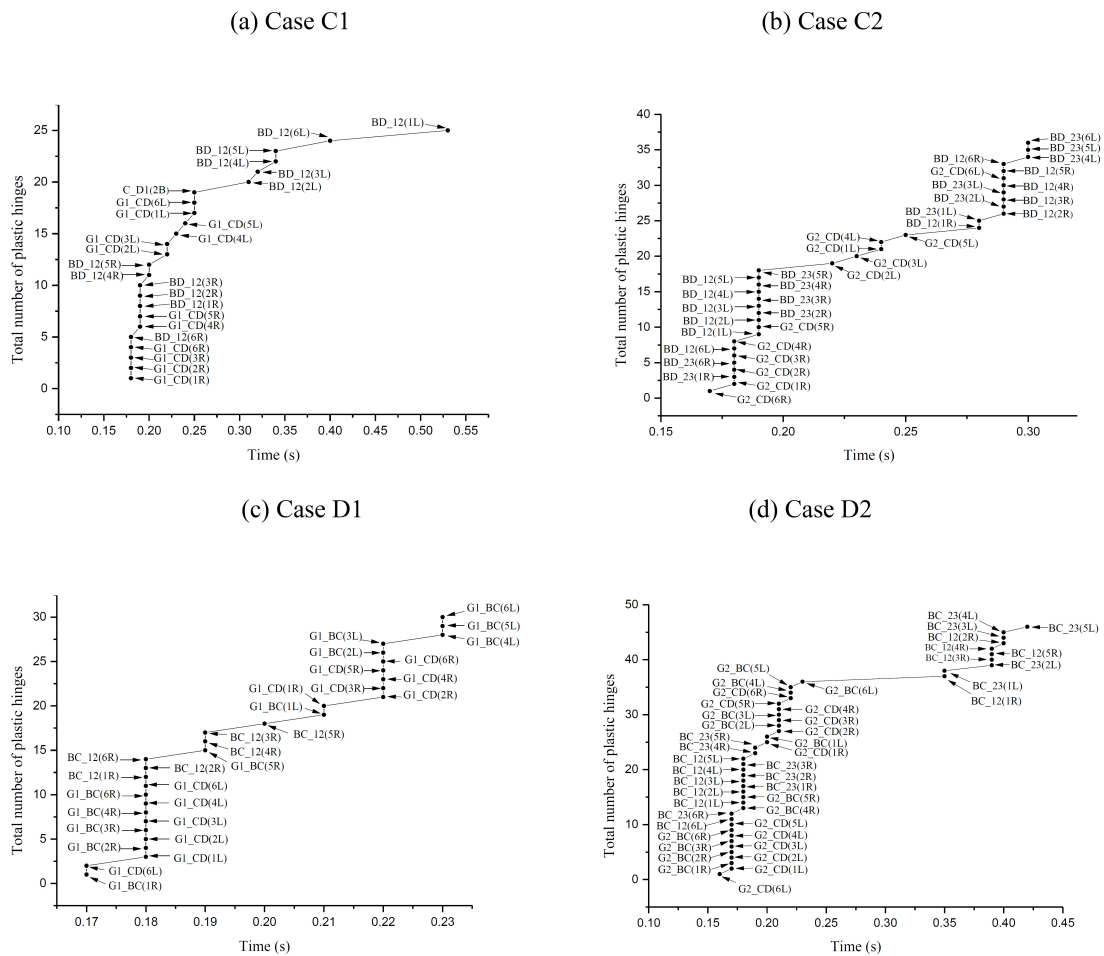 (a) Case C1
Total number of plastic hinges
25
20
15
10
5
0
BD_12(1L)
BD_12(6L)
BD_12(5L)
BD_12(4L)
BD_12(3L)
BD_12(2L)
C_D1(2B)
G1_CD(6L)
G1_CD(1L)
G1_CD(5L)
G1_CD(4L)
G1_CD(3L)
G1_CD(2L)
BD_12(5R)
BD_12(4R)
BD_12(3R)
BD_12(2R)
BD_12(1R)
G1_CD(5R)
G1_CD(4R)
BD_12(6R)
G1_CD(6R)
G1_CD(3R)
G1_CD(2R)
G1_CD(1R)
0.10 0.15 0.20 0.25 0.30 0.35 0.40 0.45 0.50 0.55
Time (s)
(b) Case C2
Total number of plastic hinges
40
35
30
25
20
15
10
5
0
BD_23(6L)
BD_23(5L)
BD_23(4L)
BD_12(6R)
BD_12(5R)
G2_CD(6L)
BD_12(4R)
BD_23(3L)
BD_12(3R)
BD_23(2L)
BD_12(2R)
BD_23(1L)
BD_12(1R)
G2_CD(4L)
G2_CD(5L)
G2_CD(1L)
G2_CD(3L)
G2_CD(2L)
BD_12(5L)
BD_23(5R)
BD_23(4R)
BD_12(4L)
BD_23(3R)
BD_12(3L)
BD_23(2R)
BD_12(2L)
G2_CD(5R)
BD_12(1L)
G2_CD(4R)
BD_12(6L)
G2_CD(3R)
BD_23(6R)
G2_CD(2R)
BD_23(1R)
G2_CD(1R)
G2_CD(6R)
0.15 0.20 0.25 0.30
Time (s)
(c) Case D1
Total number of plastic hinges
30
25
20
15
10
5
0
G1_BC(6L)
G1_BC(5L)
G1_BC(4L)
G1_BC(3L)
G1_BC(2L)
G1_CD(6R)
G1_CD(5R)
G1_CD(4R)
G1_CD(3R)
G1_CD(2R)
G1_CD(1R)
G1_BC(1L)
BC_12(5R)
BC_12(3R)
BC_12(4R)
G1_BC(5R)
BC_12(6R)
BC_12(2R)
BC_12(1R)
G1_CD(6L)
G1_BC(6R)
G1_CD(4L)
G1_BC(4R)
G1_CD(3L)
G1_BC(3R)
G1_CD(2L)
G1_BC(2R)
G1_CD(1L)
G1_CD(6L)
G1_BC(1R)
0.17 0.18 0.19 0.20 0.21 0.22 0.23
Time (s)
(d) Case D2
Total number of plastic hinges
50
40
30
20
10
0
BC_23(4L)
BC_23(5L)
BC_23(3L)
BC_12(2R)
BC_12(4R)
BC_12(5R)
BC_12(3R)
BC_23(2L)
BC_23(1L)
BC_12(1R)
G2_BC(5L)
G2_BC(6L)
G2_BC(4L)
G2_CD(6R)
G2_CD(5R)
G2_CD(4R)
G2_BC(3L)
G2_CD(3R)
G2_BC(2L)
G2_CD(2R)
BC_23(5R)
G2_BC(1L)
BC_23(4R)
G2_CD(1R)
BC_12(5L)
BC_23(3R)
BC_12(4L)
BC_23(2R)
BC_12(3L)
BC_23(1R)
BC_12(2L)
G2_BC(5R)
BC_12(1L)
G2_BC(4R)
BC_23(6R)
BC_12(6L)
G2_CD(5L)
G2_BC(6R)
G2_CD(4L)
G2_BC(3R)
G2_CD(3L)
G2_BC(2R)
G2_CD(2L)
G2_BC(1R)
G2_CD(1L)
G2_CD(6L)
0.10 0.15 0.20 0.25 0.30 0.35 0.40 0.45
Time (s)